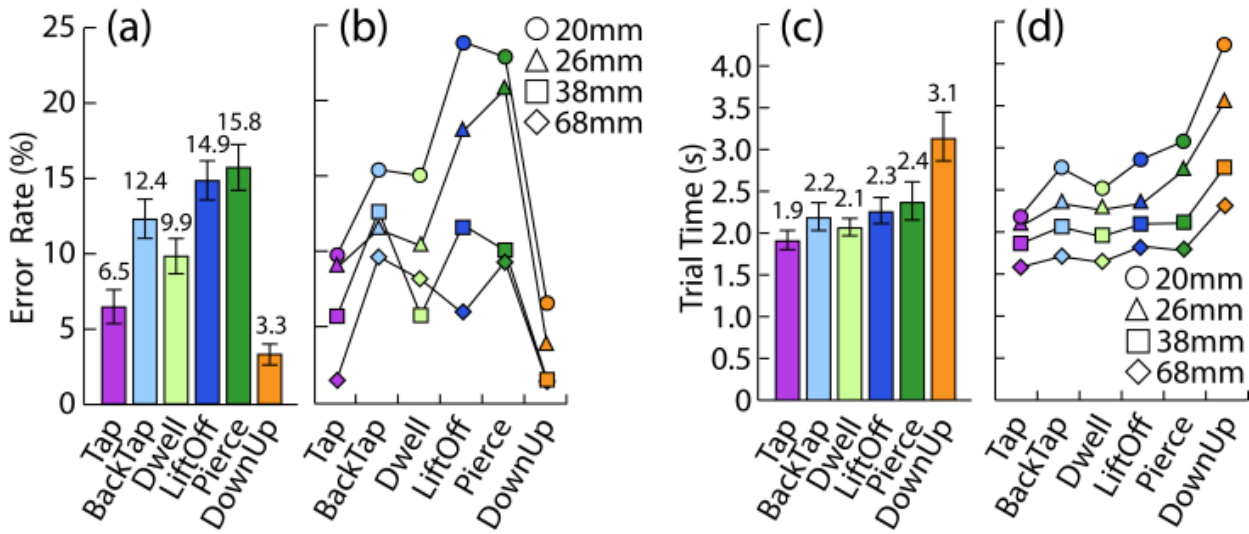 (a)
Error Rate (%)
25
20
15
10
5
0
6.5
12.4
9.9
14.9
15.8
3.3
Tap
BackTap
Dwell
LiftOff
Pierce
DownUp
(b)
20mm
26mm
38mm
68mm
Tap
BackTap
Dwell
LiftOff
Pierce
DownUp
(c)
Trial Time (s)
4.0
3.5
3.0
2.5
2.0
1.5
1.0
0.5
0
1.9
2.2
2.1
2.3
2.4
3.1
Tap
BackTap
Dwell
LiftOff
Pierce
DownUp
(d)
20mm
26mm
38mm
68mm
Tap
BackTap
Dwell
LiftOff
Pierce
DownUp